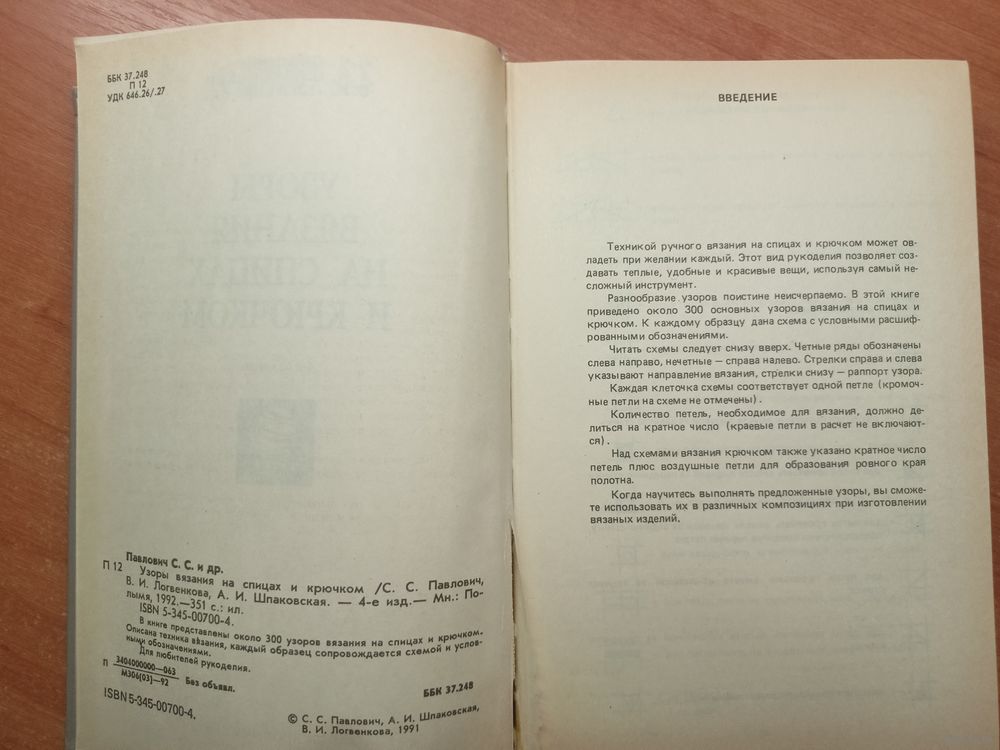 ББК 37.248
П 12
УДК 646.26/.27
Павлович С. С. и др.
П 12 Узоры вязания на спицах и крючком /С. С. Павлович,
В. И. Логвенкова, А. И. Шпаковская. — 4-е изд.— Мн.: По-
лымя, 1992.—351 с.: ил.
ISBN 5-345-00700-4.
В книге представлены около 300 узоров вязания на спицах и крючком.
Описана техника вязания, каждый образец сопровождается схемой и услов-
ными обозначениями.
Для любителей рукоделия.
П 3404000000—063
М306(03)—92 Без объявл.
ББК 37.248
ISBN 5-345-00700-4.
© С. С. Павлович, А. И. Шпаковская,
В. И. Логвенкова, 1991
ВВЕДЕНИЕ
Техникой ручного вязания на спицах и крючком может ов-
ладеть при желании каждый. Этот вид рукоделия позволяет соз-
давать теплые, удобные и красивые вещи, используя самый не-
сложный инструмент.
Разнообразие узоров поистине неисчерпаемо. В этой книге
приведено около 300 основных узоров вязания на спицах и
крючком. К каждому образцу дана схема с условными расшиф-
рованными обозначениями.
Читать схемы следует снизу вверх. Четные ряды обозначены
слева направо, нечетные — справа налево. Стрелки справа и слева
указывают направление вязания, стрелки снизу — раппорт узора.
Каждая клеточка схемы соответствует одной петле (кромоч-
ные петли на схеме не отмечены).
Количество петель, необходимое для вязания, должно де-
литься на кратное число (краевые петли в расчет не включают-
ся).
Над схемами вязания крючком также указано кратное число
петель плюс воздушные петли для образования ровного края
полотна.
Когда научитесь выполнять предложенные узоры, вы сможе-
те использовать их в различных композициях при изготовлении
вязаных изделий.